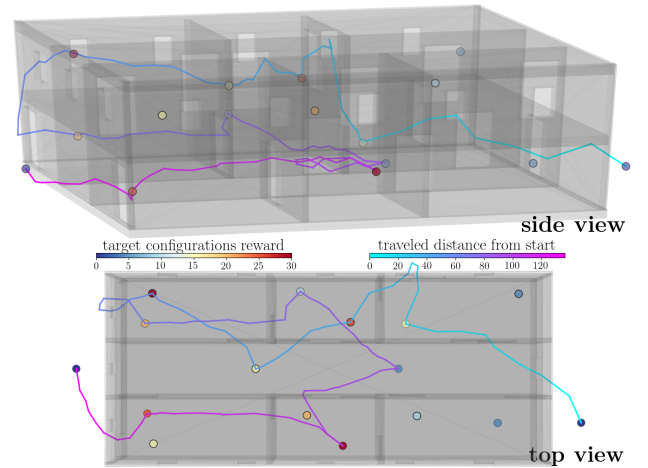 side view
target configurations reward
traveled distance from start
0 5 10 15 20 25 30
0 20 40 60 80 100 120
top view